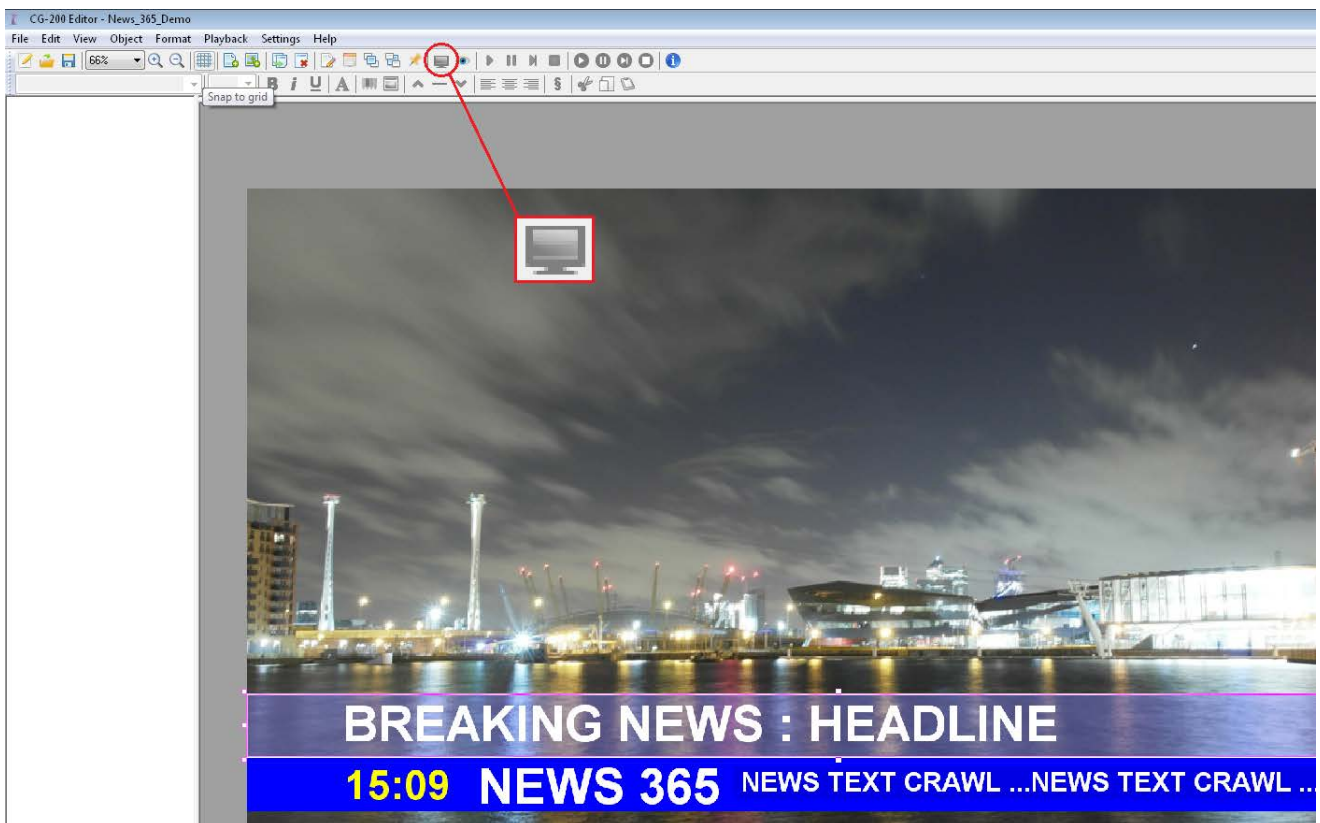 CG-200 Editor - News_365_Demo
File Edit View Object Format Playback Settings Help
66%
B i U A § i
Snap to grid
BREAKING NEWS : HEADLINE
15:09 NEWS 365 NEWS TEXT CRAWL ...NEWS TEXT CRAWL ...